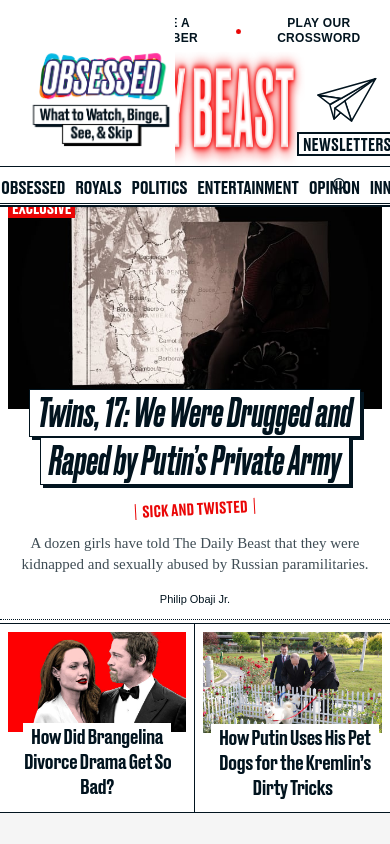 E A
BER
PLAY OUR
CROSSWORD
OBSESSED
What to Watch, Binge,
See, & Skip
Y BEAST
NEWSLETTERS
OBSESSED ROYALS POLITICS ENTERTAINMENT OPINION INN
EXCLUSIVE
Twins, 17: We Were Drugged and
Raped by Putin’s Private Army
SICK AND TWISTED
A dozen girls have told The Daily Beast that they were
kidnapped and sexually abused by Russian paramilitaries.
Philip Obaji Jr.
How Did Brangelina
Divorce Drama Get So
Bad?
How Putin Uses His Pet
Dogs for the Kremlin’s
Dirty Tricks